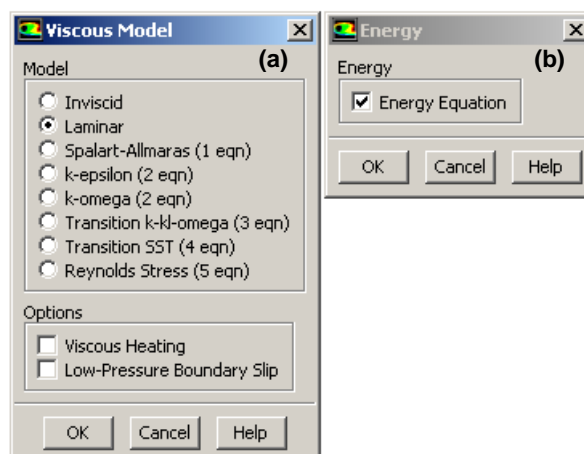 Viscous Model
(a)
Model
Inviscid
Laminar
Spalart-Allmaras (1 eqn)
k-epsilon (2 eqn)
k-omega (2 eqn)
Transition k-kl-omega (3 eqn)
Transition SST (4 eqn)
Reynolds Stress (5 eqn)
Options
Viscous Heating
Low-Pressure Boundary Slip
OK Cancel Help
Energy
(b)
Energy
Energy Equation
OK Cancel Help